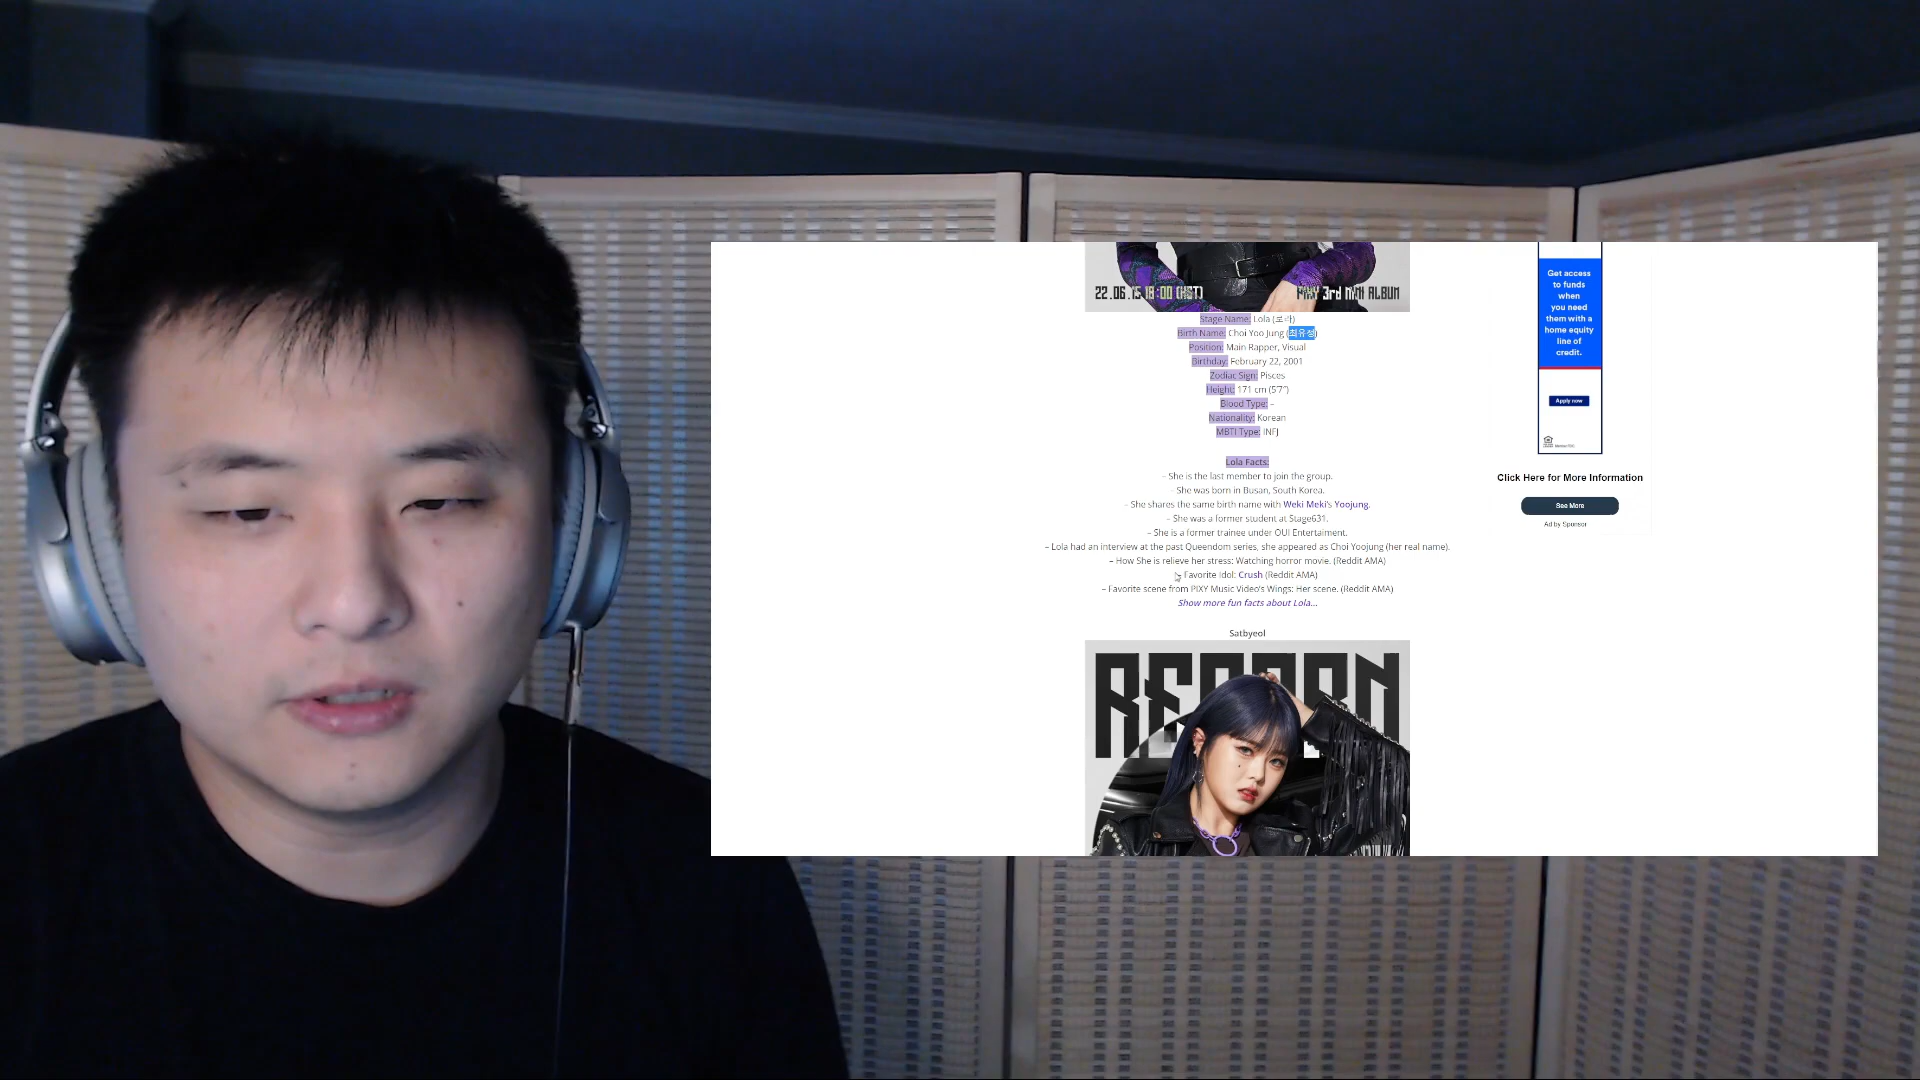 22.06.15 18:00 (KST) PIXY 3rd MINI ALBUM
Stage Name: Lola (로라)
Birth Name: Choi Yoo Jung (최유정)
Position: Main Rapper, Visual
Birthday: February 22, 2001
Zodiac Sign: Pisces
Height: 171 cm (5'7″)
Blood Type: –
Nationality: Korean
MBTI Type: INFJ
Lola Facts:
– She is the last member to join the group.
– She was born in Busan, South Korea.
– She shares the same birth name with Weki Meki's Yoojung.
– She was a former student at Stage631.
– She is a former trainee under OUI Entertaiment.
– Lola had an interview at the past Queendom series, she appeared as Choi Yoojung (her real name).
– How She is relieve her stress: Watching horror movie. (Reddit AMA)
– Favorite Idol: Crush (Reddit AMA)
– Favorite scene from PIXY Music Video's Wings: Her scene. (Reddit AMA)
Show more fun facts about Lola...
Satbyeol
REBORN
Get access
to funds
when
you need
them with a
home equity
line of
credit.
Apply now
Click Here for More Information
See More
Ad by Sponsor